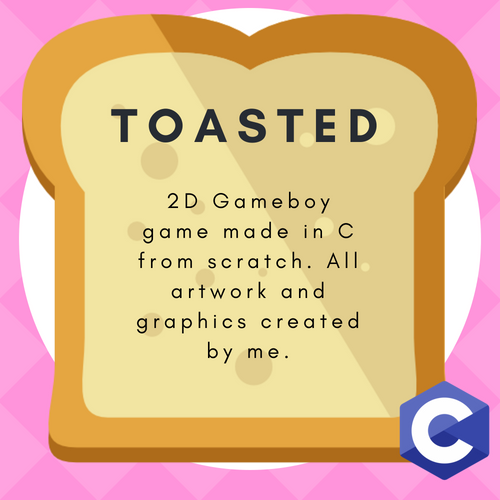 TOASTED
2D Gameboy
game made in C
from scratch. All
artwork and
graphics created
by me.
C